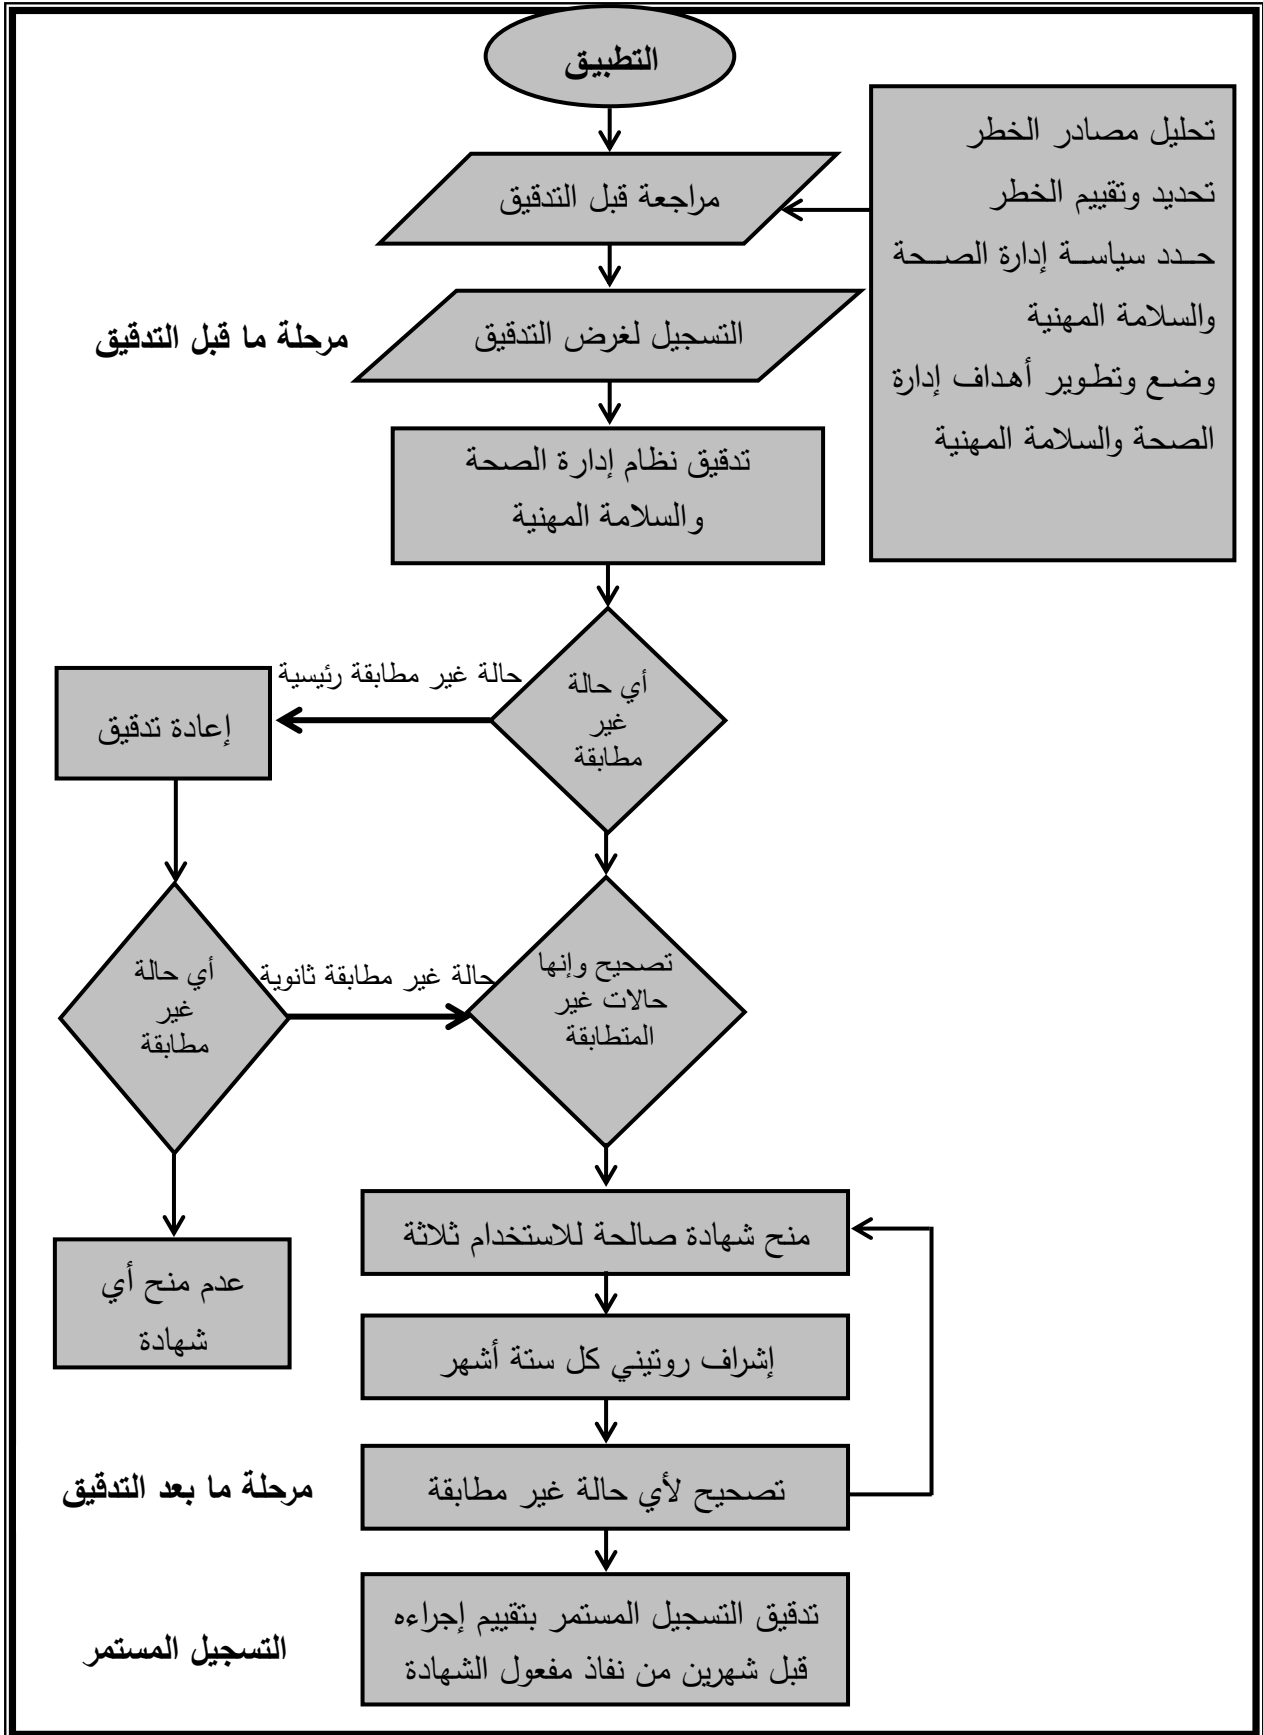 التطبيق
تحليل مصادر الخطر
تحديد وتقييم الخطر
حدد سياسة إدارة الصحة
والسلامة المهنية
وضع وتطوير أهداف إدارة
الصحة والسلامة المهنية
مراجعة قبل التدقيق
التسجيل لغرض التدقيق
مرحلة ما قبل التدقيق
تدقيق نظام إدارة الصحة
والسلامة المهنية
أي حالة
غير
مطابقة
حالة غير مطابقة رئيسية
إعادة تدقيق
تصحيح وإنها
حالات غير
المتطابقة
حالة غير مطابقة ثانوية
أي حالة
غير
مطابقة
منح شهادة صالحة للاستخدام ثلاثة
عدم منح أي
شهادة
إشراف روتيني كل ستة أشهر
تصحيح لأي حالة غير مطابقة
مرحلة ما بعد التدقيق
تدقيق التسجيل المستمر بتقييم إجراءه
قبل شهرين من نفاذ مفعول الشهادة
التسجيل المستمر